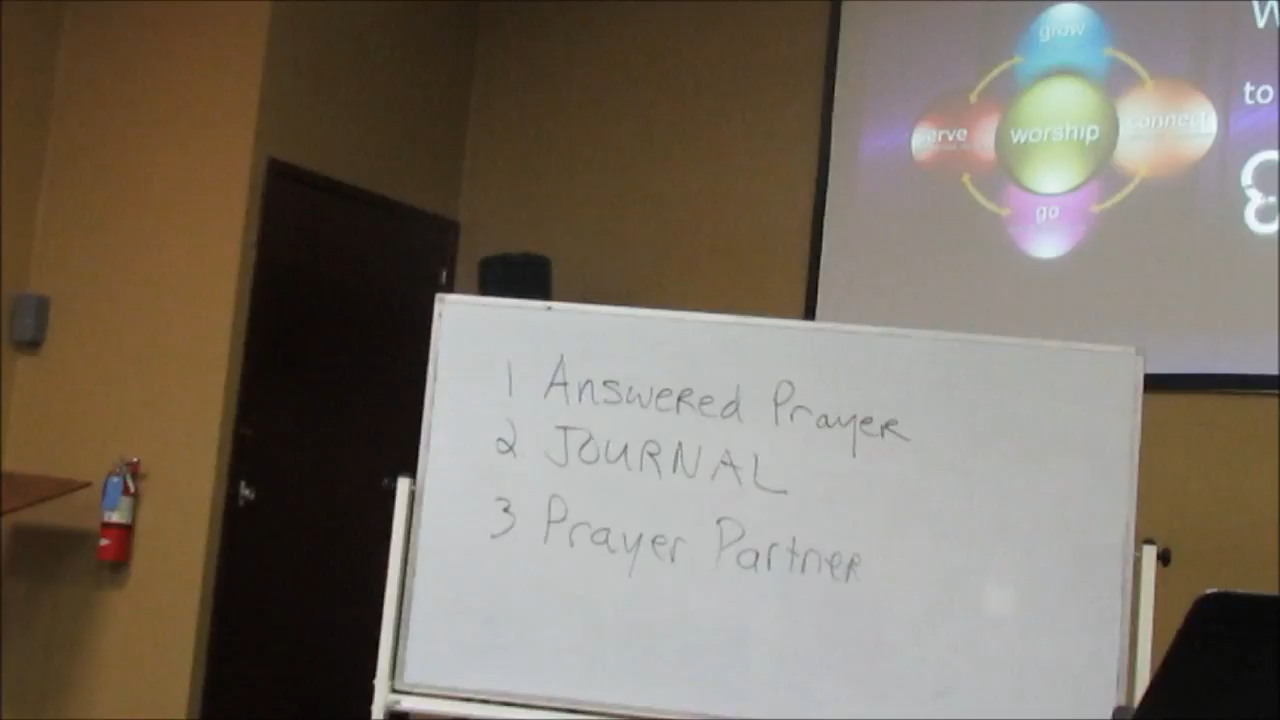 grow
serve
worship
connect
go
to
1 Answered Prayer
2 JOURNAL
3 Prayer Partner